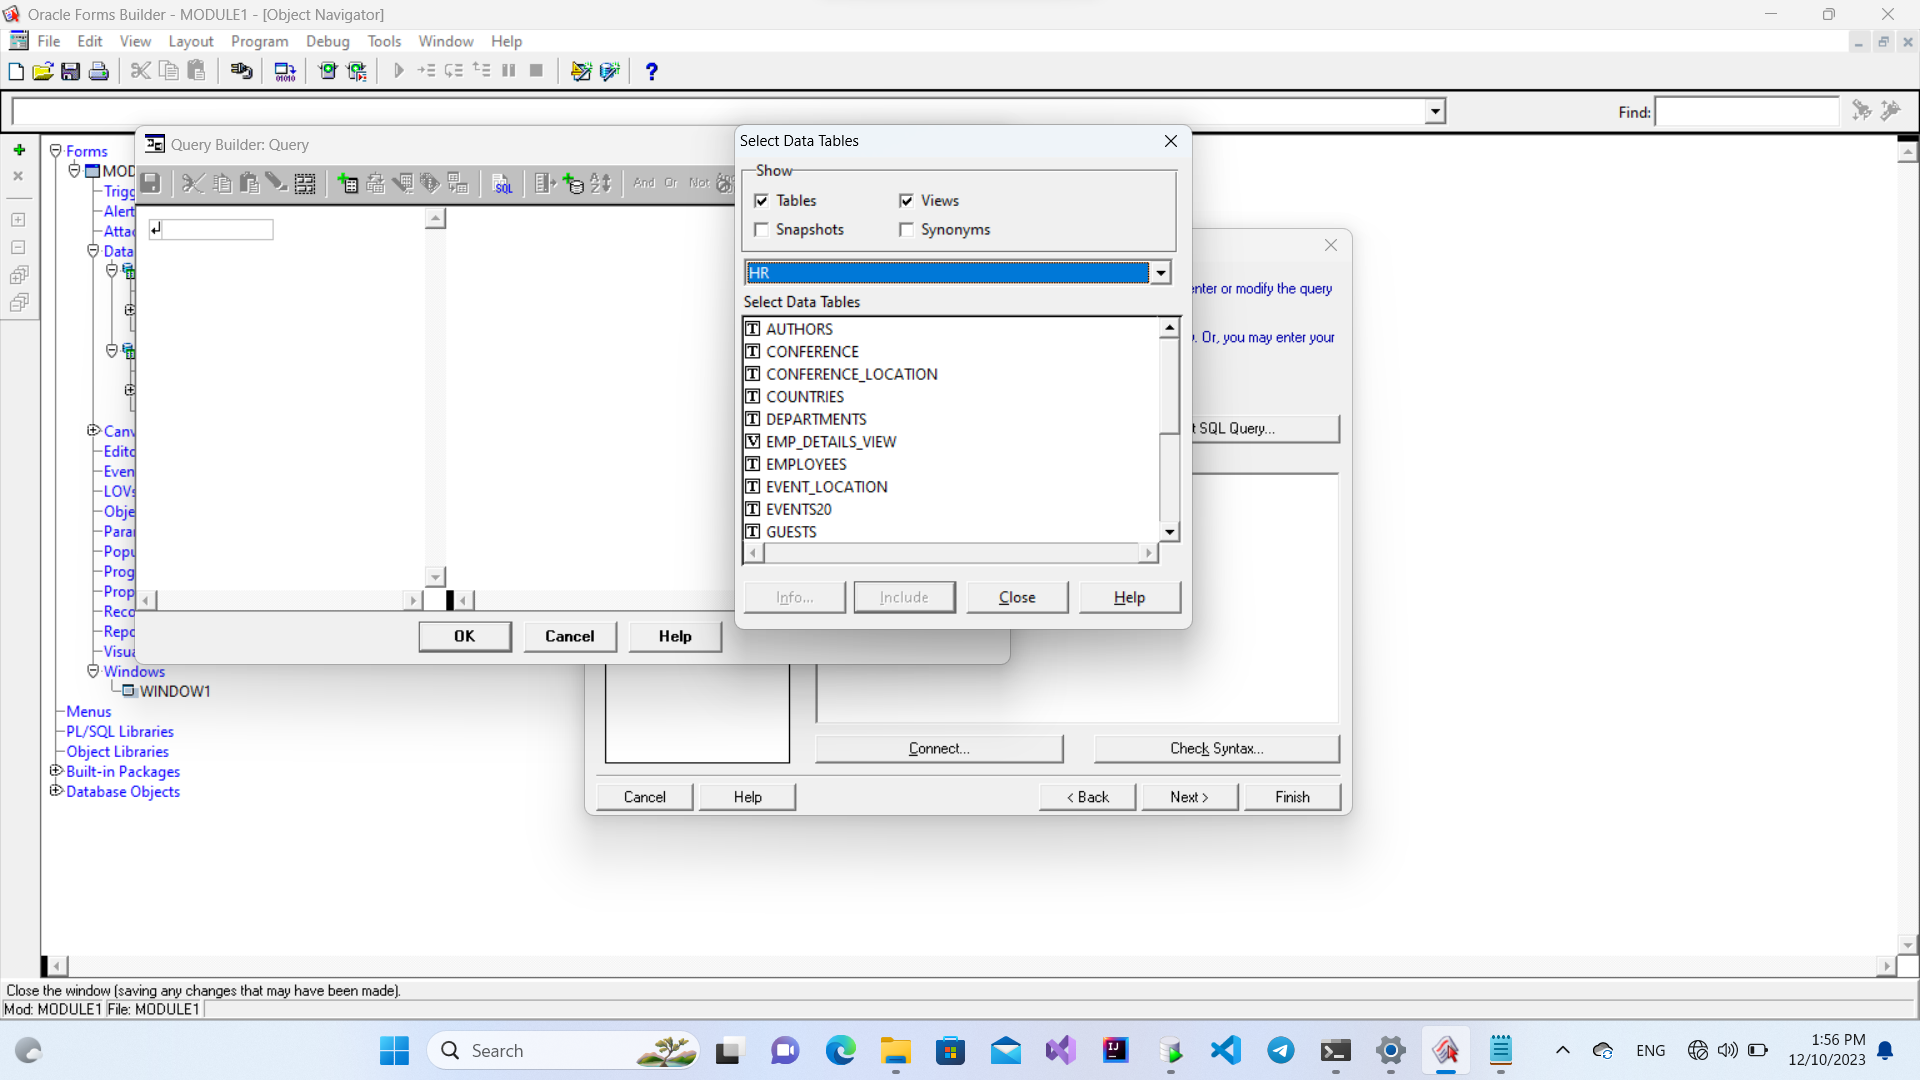 Oracle Forms Builder - MODULE1 - [Object Navigator]
File Edit View Layout Program Debug Tools Window Help
Find:
Forms
MOD
Trigg
Alert
Attac
Data
Canv
Edito
Even
LOVs
Obje
Parar
Popu
Prog
Prop
Reco
Repo
Visua
Windows
WINDOW1
Menus
PL/SQL Libraries
Object Libraries
Built-in Packages
Database Objects
Query Builder: Query
SQL And Or Not
OK Cancel Help
Select Data Tables
Show
Tables Views
Snapshots Synonyms
HR
Select Data Tables
T AUTHORS
T CONFERENCE
T CONFERENCE_LOCATION
T COUNTRIES
T DEPARTMENTS
V EMP_DETAILS_VIEW
T EMPLOYEES
T EVENT_LOCATION
T EVENTS20
T GUESTS
Info... Include Close Help
enter or modify the query
. Or, you may enter your
t SQL Query...
Connect... Check Syntax...
Cancel Help < Back Next > Finish
Close the window (saving any changes that may have been made).
Mod: MODULE1 File: MODULE1
Search
ENG
1:56 PM
12/10/2023